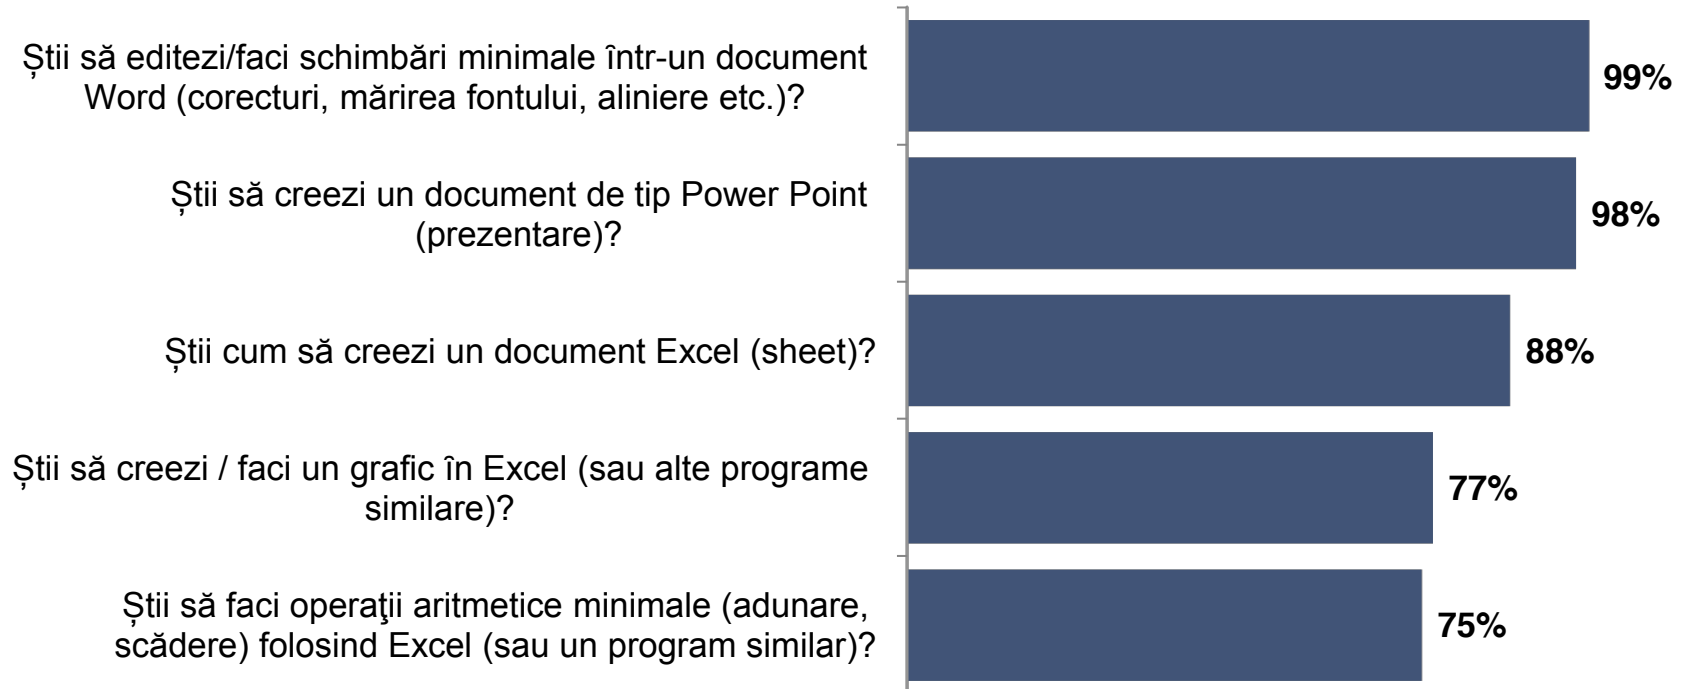 Știi să editezi/faci schimbări minimale într-un document
Word (corecturi, mărirea fontului, aliniere etc.)?
99%
Știi să creezi un document de tip Power Point
(prezentare)?
98%
Știi cum să creezi un document Excel (sheet)?
88%
Știi să creezi / faci un grafic în Excel (sau alte programe
similare)?
77%
Știi să faci operaţii aritmetice minimale (adunare,
scădere) folosind Excel (sau un program similar)?
75%